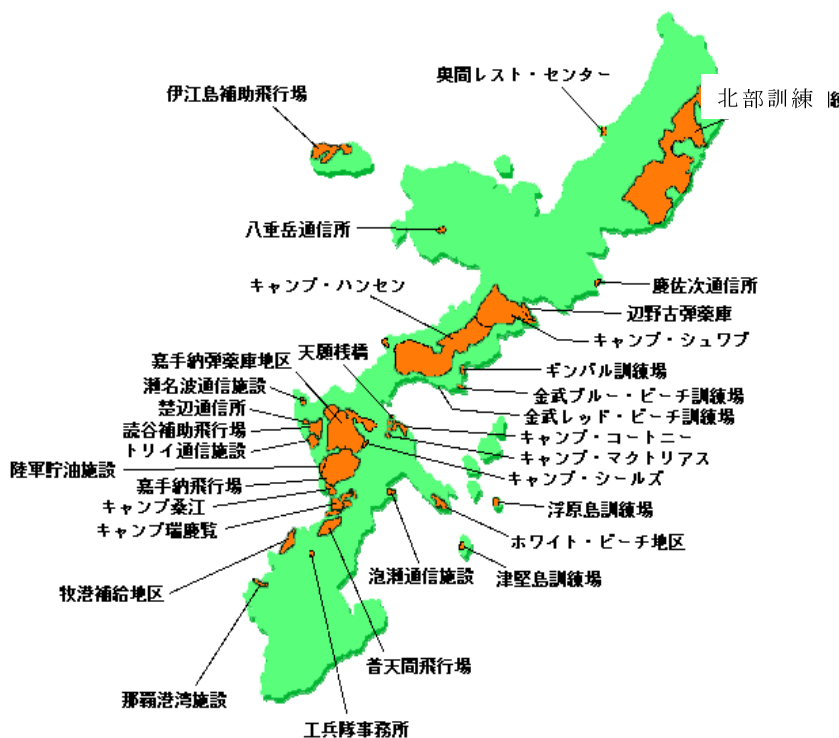 奥間レスト・センター
伊江島補助飛行場
北部訓練
八重岳通信所
キャンプ・ハンセン
慶佐次通信所
辺野古弾薬庫
キャンプ・シュワブ
天願桟橋
嘉手納弾薬庫地区
ギンバル訓練場
瀬名波通信施設
金武ブルー・ビーチ訓練場
楚辺通信所
金武レッド・ビーチ訓練場
読谷補助飛行場
キャンプ・コートニー
トリイ通信施設
キャンプ・マクトリアス
陸軍貯油施設
キャンプ・シールズ
嘉手納飛行場
キャンプ桑江
浮原島訓練場
キャンプ瑞慶覧
ホワイト・ビーチ地区
泡瀬通信施設
津堅島訓練場
牧港補給地区
普天間飛行場
那覇港湾施設
工兵隊事務所